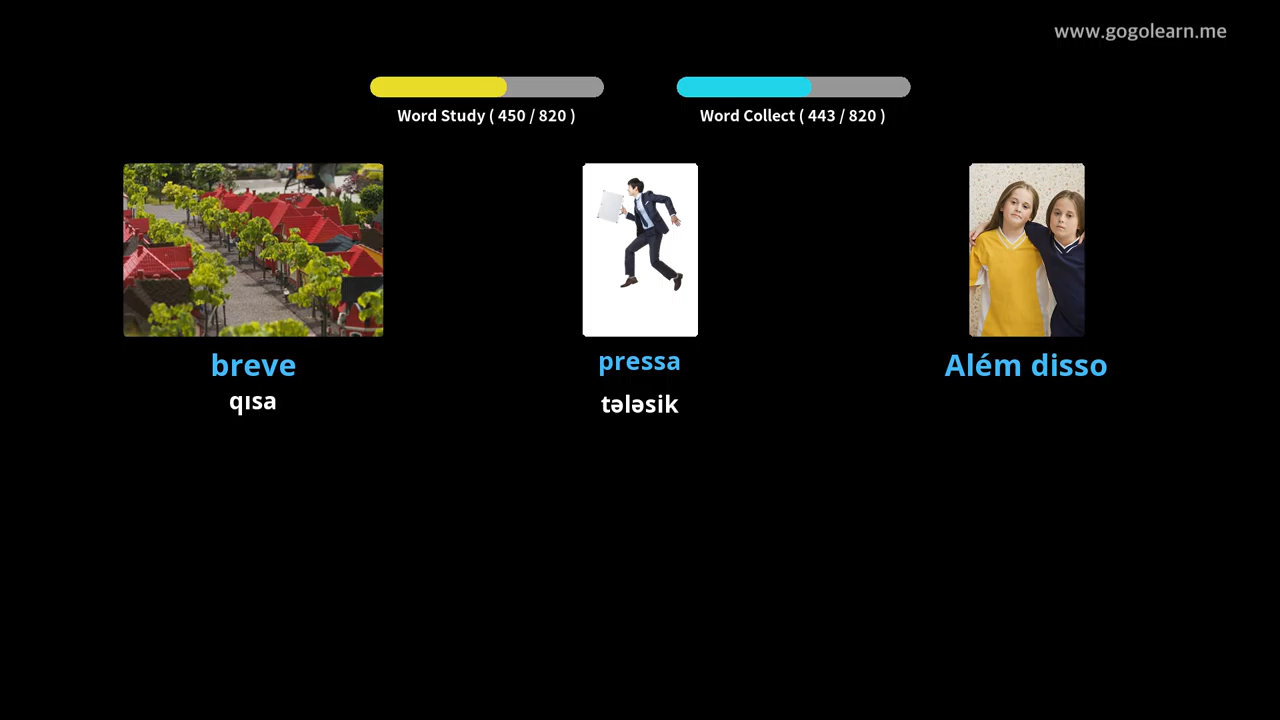 www.gogolearn.me
Word Study ( 450 / 820 )
Word Collect ( 443 / 820 )
breve
qısa
pressa
tələsik
Além disso